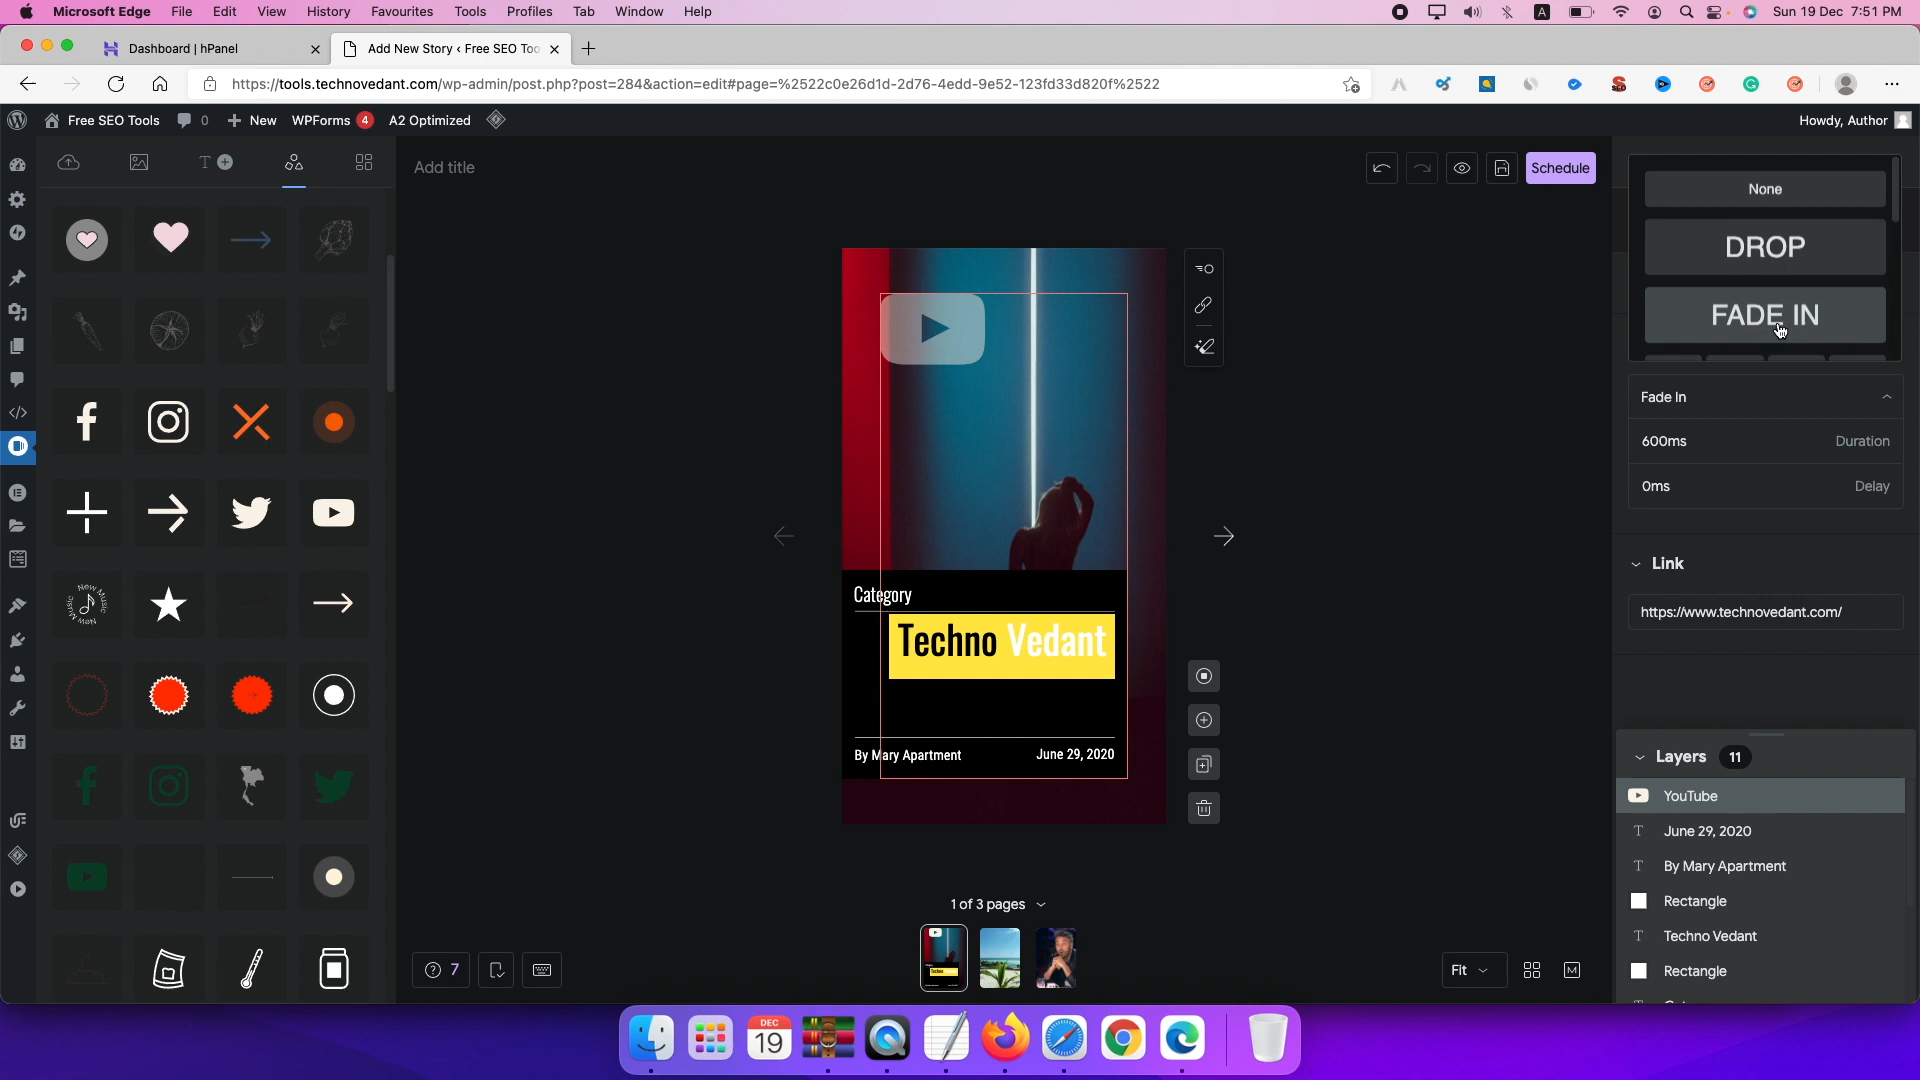 Microsoft Edge File Edit View History Favourites Tools Profiles Tab Window Help
A
Sun 19 Dec 7:51 PM
Dashboard | hPanel
Add New Story ‹ Free SEO Too
https://tools.technovedant.com/wp-admin/post.php?post=284&action=edit#page=%2522c0e26d1d-2d76-4edd-9e52-123fd33d820f%2522
Free SEO Tools 0 New WPForms 4 A2 Optimized
Howdy, Author
T
Add title
Schedule
None
DROP
FADE IN
Fade In
600ms Duration
0ms Delay
Link
https://www.technovedant.com/
New Music New Music
Category
Techno Vedant
By Mary Apartment June 29, 2020
Layers 11
YouTube
T June 29, 2020
T By Mary Apartment
Rectangle
T Techno Vedant
Rectangle
1 of 3 pages
7
Fit
M
DEC
19